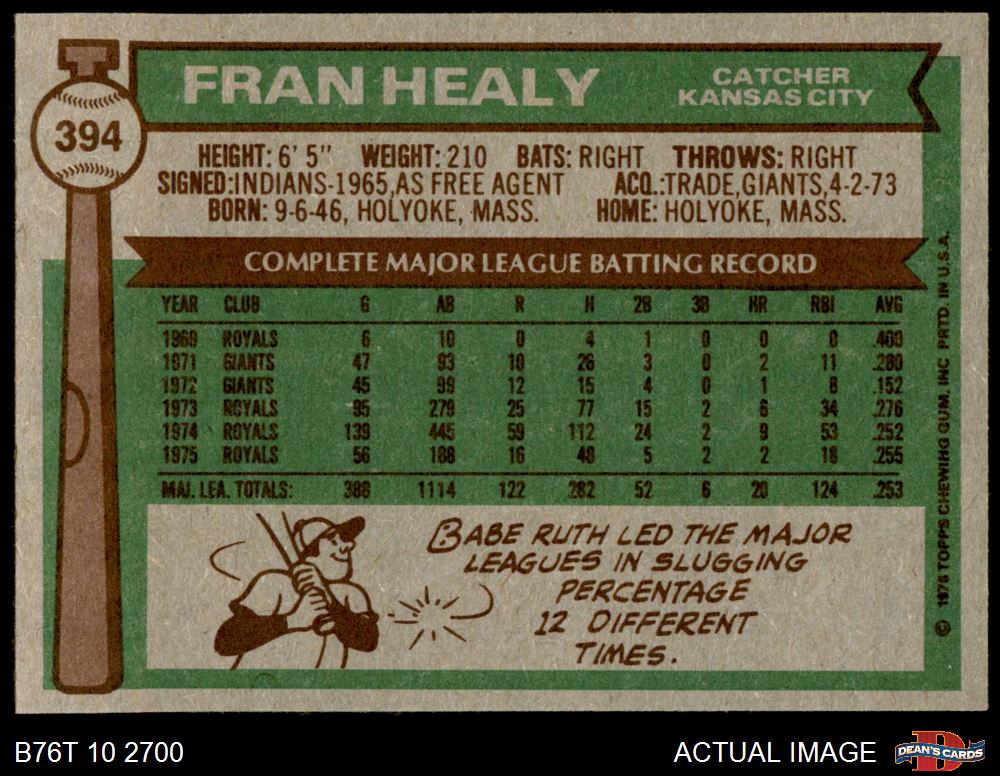 394
FRAN HEALY
CATCHER
KANSAS CITY
HEIGHT: 6' 5" WEIGHT: 210 BATS: RIGHT THROWS: RIGHT
SIGNED:INDIANS-1965,AS FREE AGENT ACQ.:TRADE,GIANTS,4-2-73
BORN: 9-6-46, HOLYOKE, MASS. HOME: HOLYOKE, MASS.
COMPLETE MAJOR LEAGUE BATTING RECORD
YEAR CLUB G AB R H 2B 3B HR RBI AVG
1969 ROYALS 6 10 0 4 1 0 0 0 .400
1971 GIANTS 47 93 10 26 3 0 2 11 .280
1972 GIANTS 45 99 12 15 4 0 1 8 .152
1973 ROYALS 95 279 25 77 15 2 6 34 .276
1974 ROYALS 139 445 59 112 24 2 9 53 .252
1975 ROYALS 56 188 16 48 5 2 2 18 .255
MAJ. LEA. TOTALS: 388 1114 122 282 52 6 20 124 .253
BABE RUTH LED THE MAJOR
LEAGUES IN SLUGGING
PERCENTAGE
12 DIFFERENT
TIMES.
© 1976 TOPPS CHEWING GUM, INC PRTD. IN U.S.A.
B76T 10 2700
ACTUAL IMAGE
DEAN'S CARDS